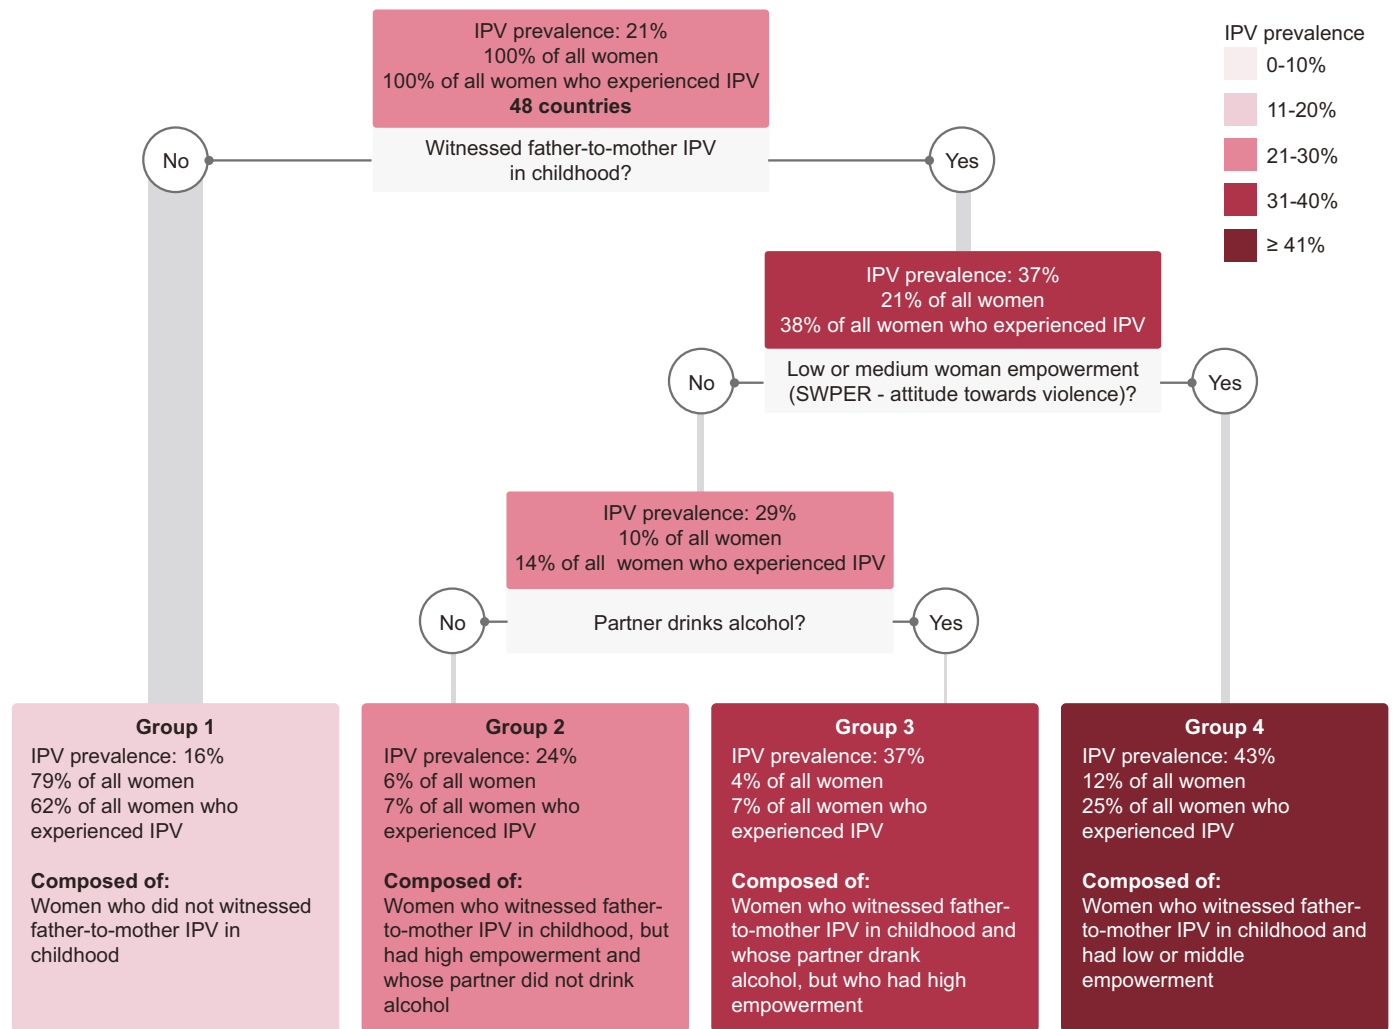 IPV prevalence: 21%
100% of all women
100% of all women who experienced IPV
48 countries
Witnessed father-to-mother IPV
in childhood?
No
Yes
IPV prevalence
0-10%
11-20%
21-30%
31-40%
≥ 41%
IPV prevalence: 37%
21% of all women
38% of all women who experienced IPV
Low or medium woman empowerment
(SWPER - attitude towards violence)?
No
Yes
IPV prevalence: 29%
10% of all women
14% of all  women who experienced IPV
Partner drinks alcohol?
No
Yes
Group 1
IPV prevalence: 16%
79% of all women
62% of all women who
experienced IPV
Composed of:
Women who did not witnessed
father-to-mother IPV in
childhood
Group 2
IPV prevalence: 24%
6% of all women
7% of all women who
experienced IPV
Composed of:
Women who witnessed father-
to-mother IPV in childhood, but
had high empowerment and
whose partner did not drink
alcohol
Group 3
IPV prevalence: 37%
4% of all women
7% of all women who
experienced IPV
Composed of:
Women who witnessed father-
to-mother IPV in childhood and
whose partner drank
alcohol, but who had high
empowerment
Group 4
IPV prevalence: 43%
12% of all women
25% of all women who
experienced IPV
Composed of:
Women who witnessed father-
to-mother IPV in childhood and
had low or middle
empowerment